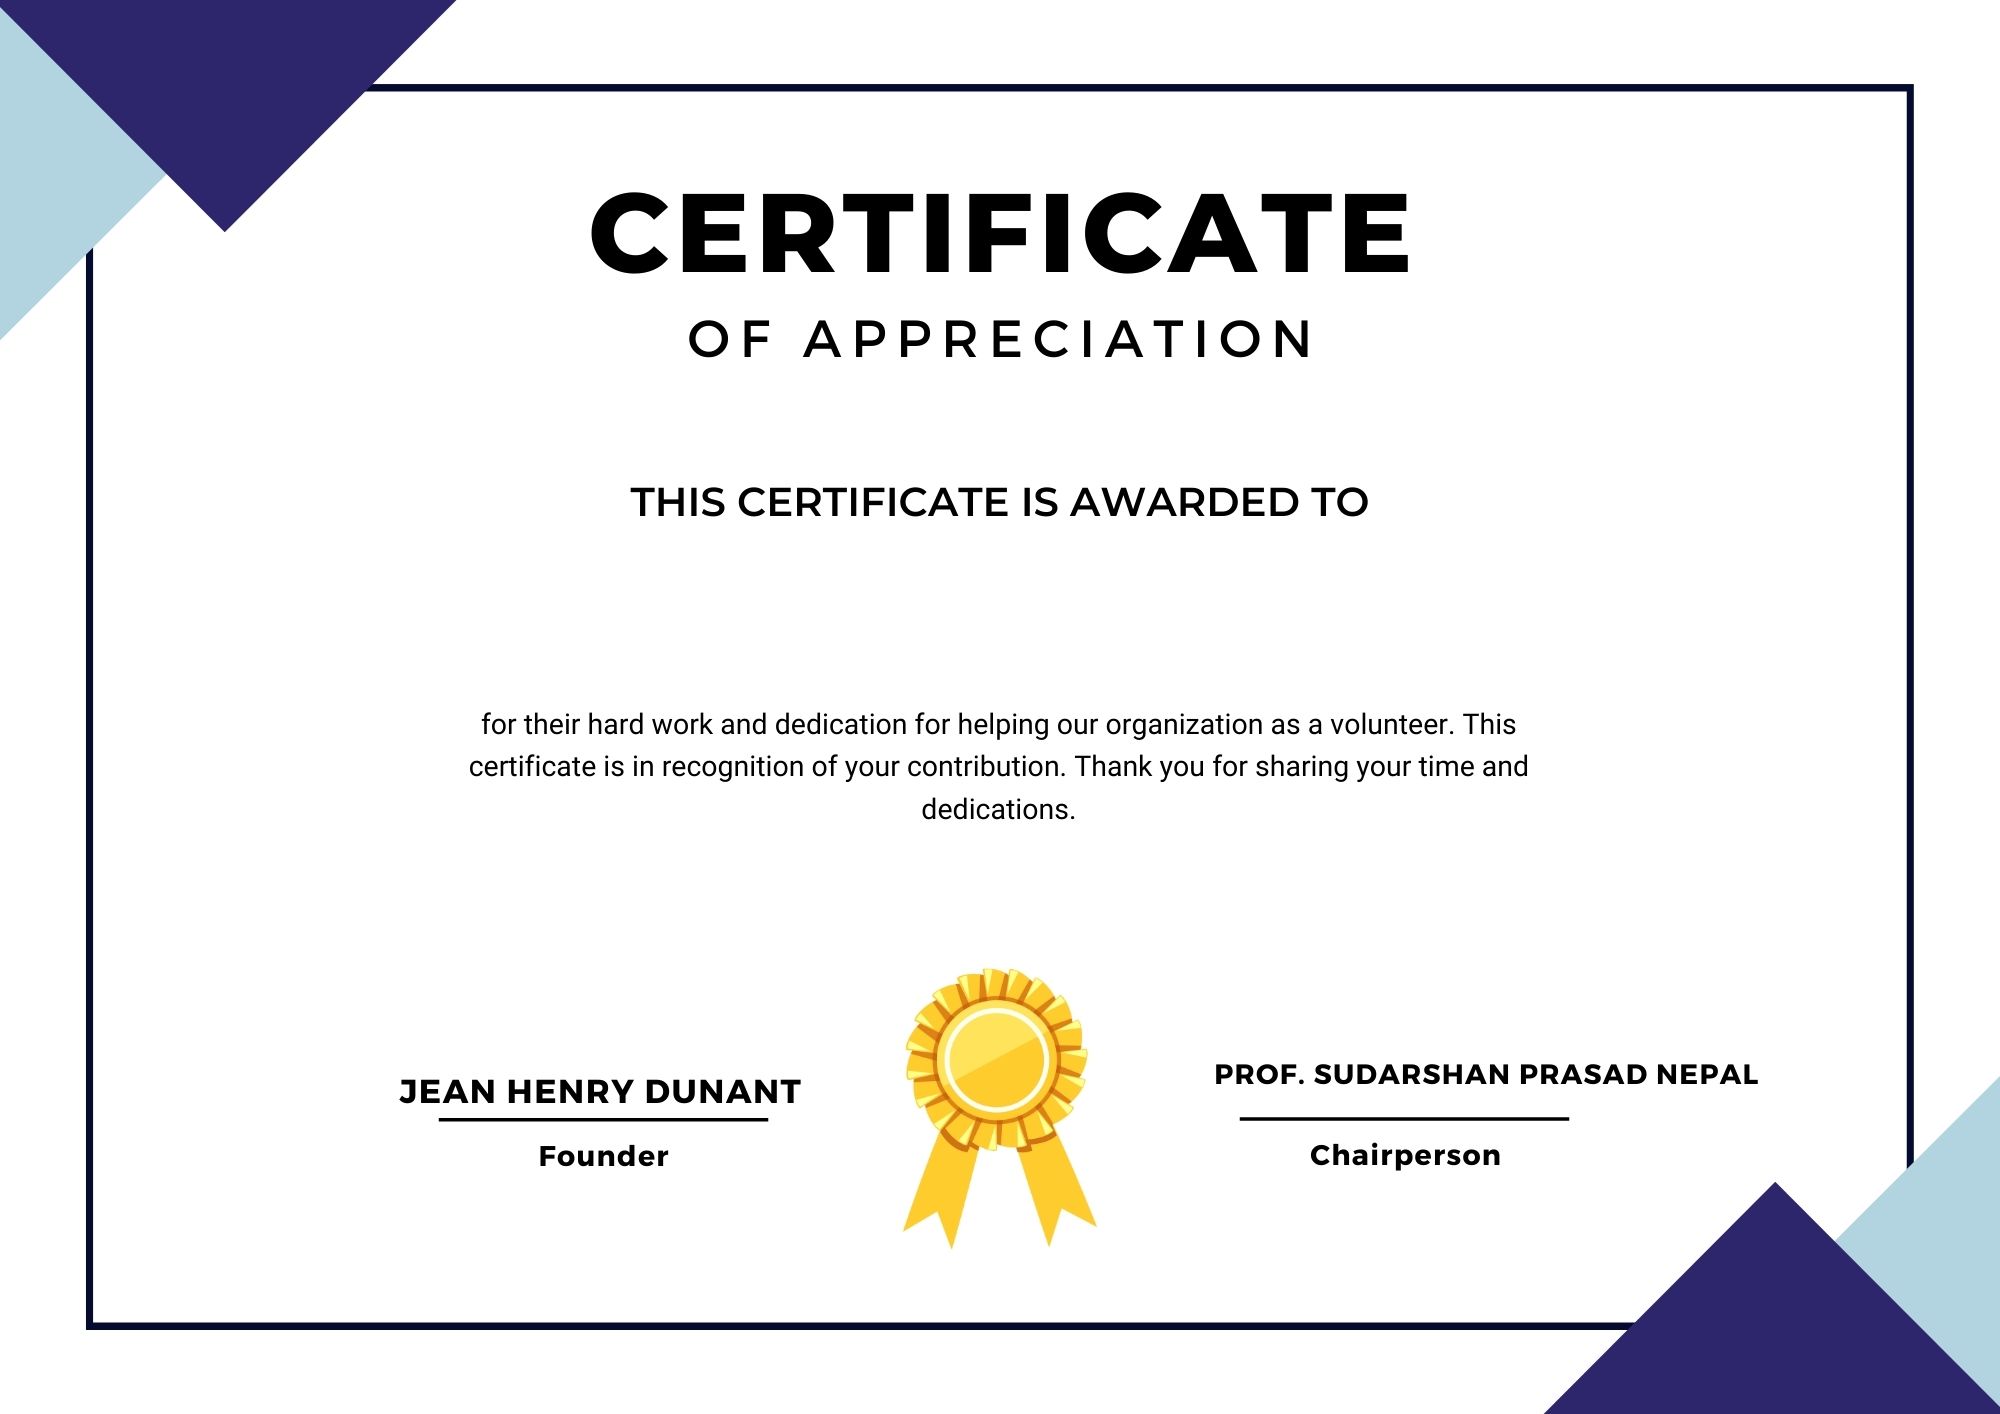 CERTIFICATE
OF APPRECIATION
THIS CERTIFICATE IS AWARDED TO
for their hard work and dedication for helping our organization as a volunteer. This
certificate is in recognition of your contribution. Thank you for sharing your time and
dedications.
JEAN HENRY DUNANT
Founder
PROF. SUDARSHAN PRASAD NEPAL
Chairperson